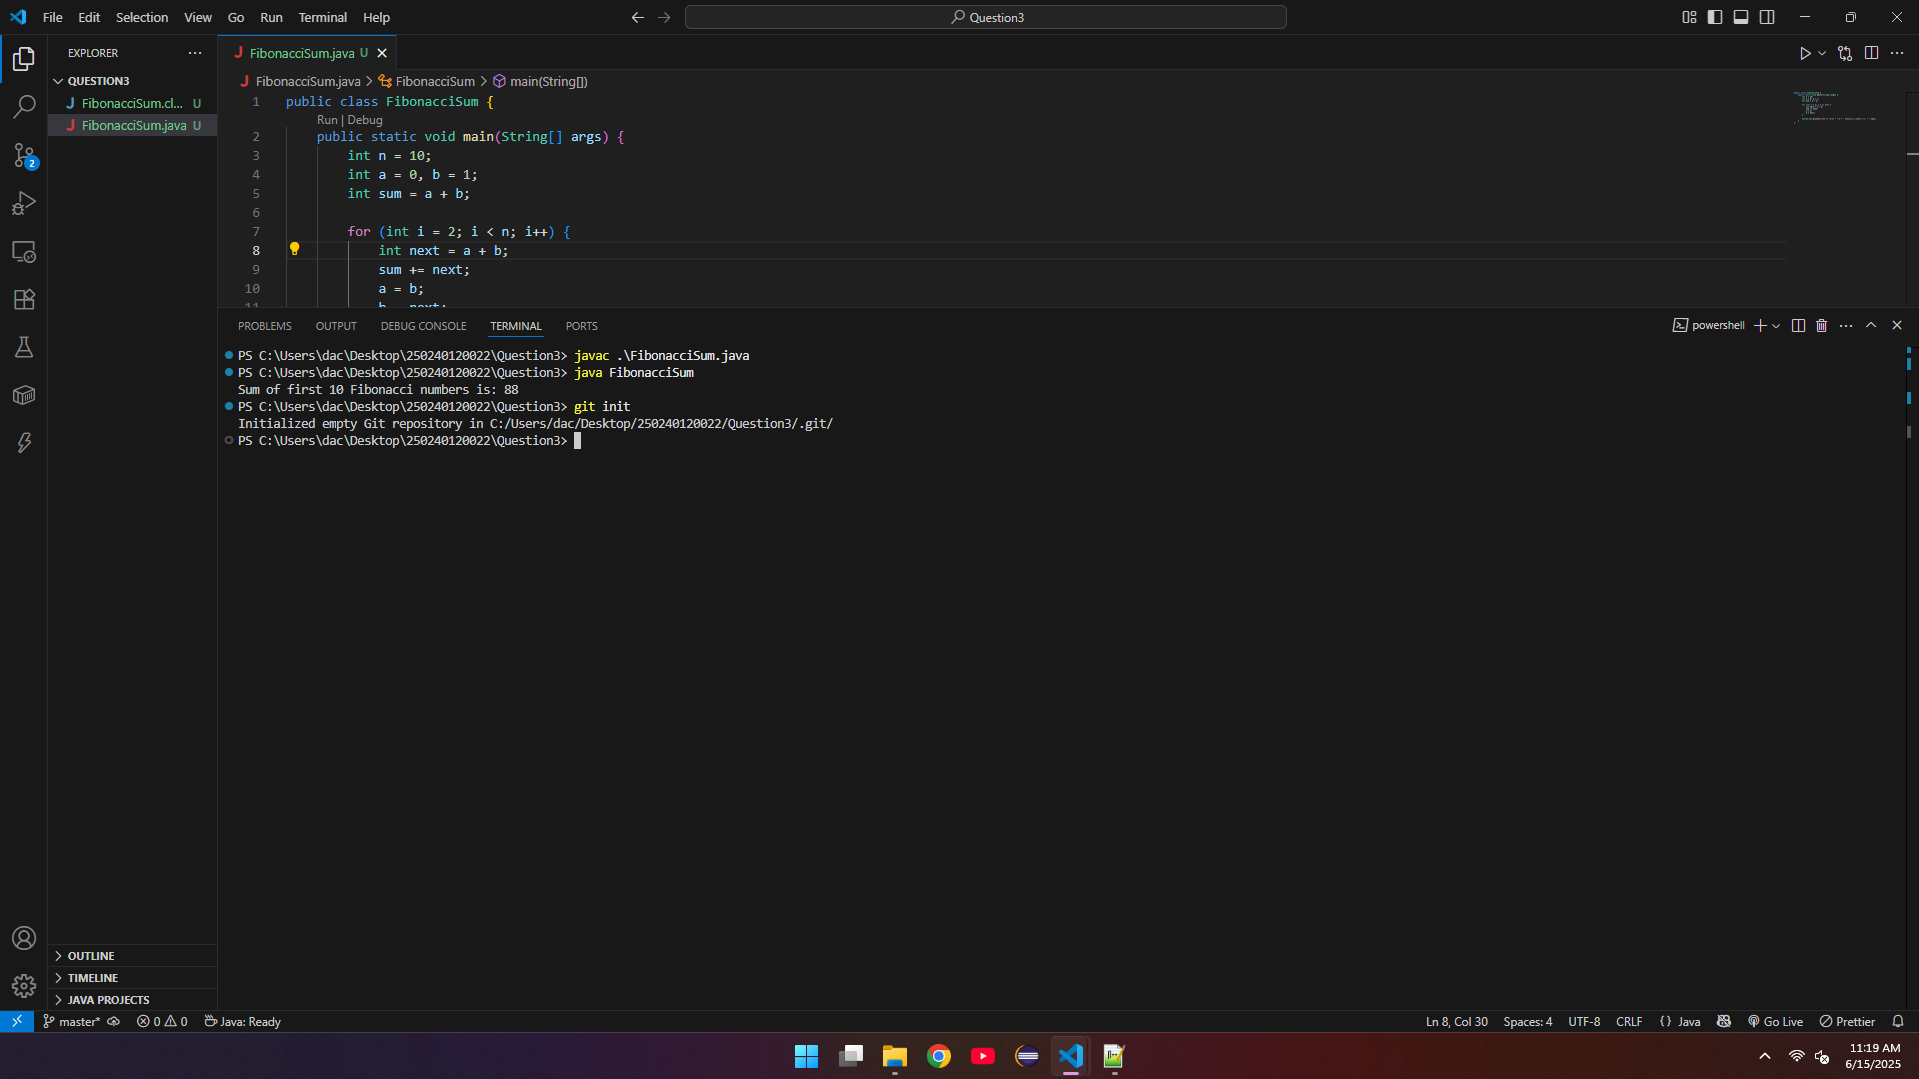 File Edit Selection View Go Run Terminal Help
Question3
EXPLORER
QUESTION3
FibonacciSum.cl... U
FibonacciSum.java U
FibonacciSum.java U
FibonacciSum.java > FibonacciSum > main(String[])
1 public class FibonacciSum {
Run | Debug
2 public static void main(String[] args) {
3 int n = 10;
4 int a = 0, b = 1;
5 int sum = a + b;
6
7 for (int i = 2; i < n; i++) {
8 int next = a + b;
9 sum += next;
10 a = b;
11 b = next;
PROBLEMS OUTPUT DEBUG CONSOLE TERMINAL PORTS
powershell
PS C:\Users\dac\Desktop\250240120022\Question3> javac .\FibonacciSum.java
PS C:\Users\dac\Desktop\250240120022\Question3> java FibonacciSum
Sum of first 10 Fibonacci numbers is: 88
PS C:\Users\dac\Desktop\250240120022\Question3> git init
Initialized empty Git repository in C:/Users/dac/Desktop/250240120022/Question3/.git/
PS C:\Users\dac\Desktop\250240120022\Question3>
2
OUTLINE
TIMELINE
JAVA PROJECTS
master* 0 0 Java: Ready
Ln 8, Col 30 Spaces: 4 UTF-8 CRLF {} Java Go Live Prettier
11:19 AM
6/15/2025